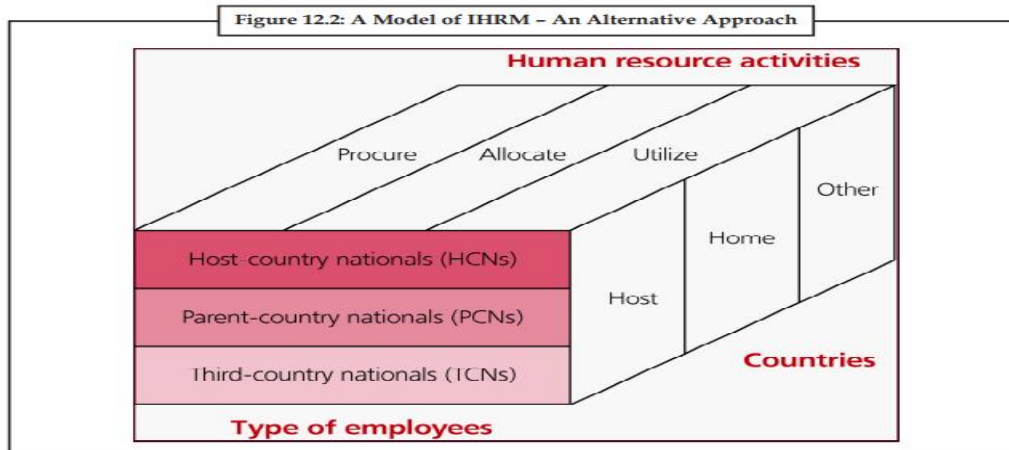 Figure 12.2: A Model of IHRM – An Alternative Approach
Human resource activities
Procure
Allocate
Utilize
Other
Home
Host
Host-country nationals (HCNs)
Parent-country nationals (PCNs)
Third-country nationals (TCNs)
Countries
Type of employees